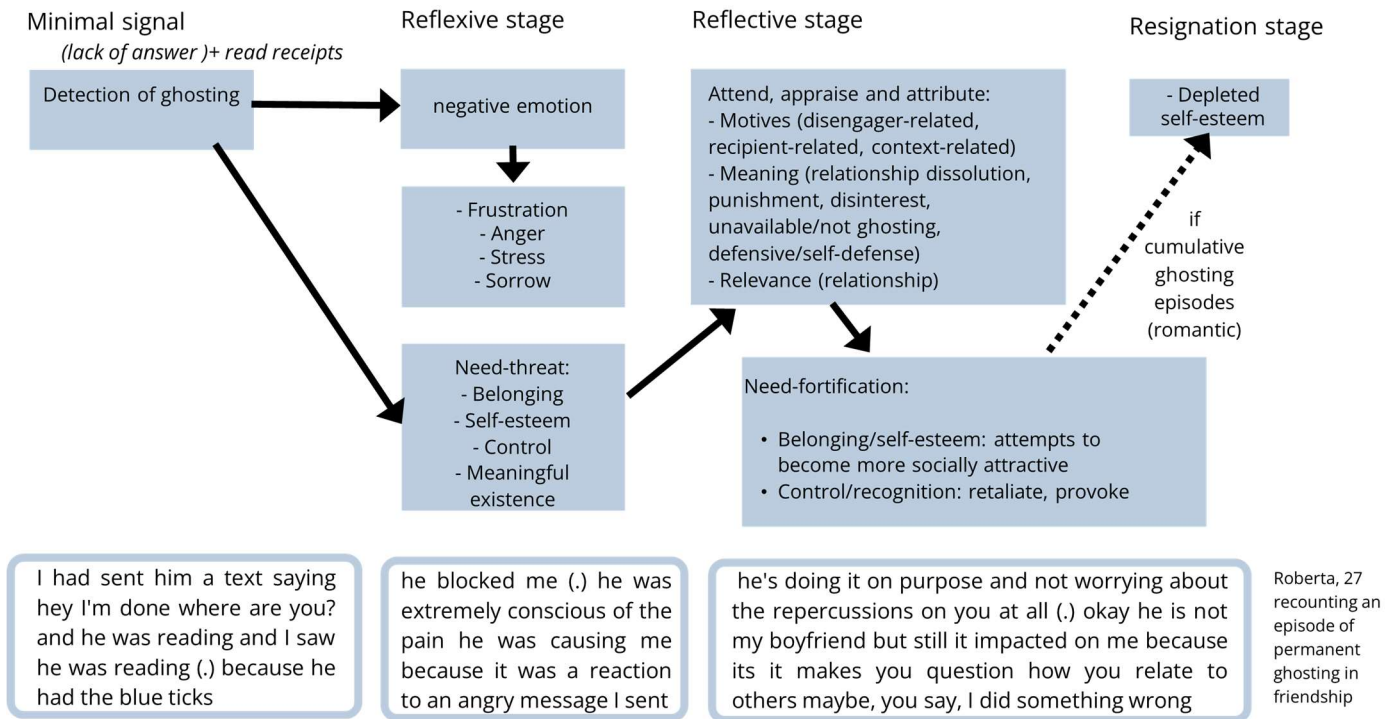 Minimal signal
(lack of answer )+ read receipts
Detection of ghosting
Reflexive stage
negative emotion
- Frustration
- Anger
- Stress
- Sorrow
Need-threat:
- Belonging
- Self-esteem
- Control
- Meaningful
existence
Reflective stage
Attend, appraise and attribute:
- Motives (disengager-related,
recipient-related, context-related)
- Meaning (relationship dissolution,
punishment, disinterest,
unavailable/not ghosting,
defensive/self-defense)
- Relevance (relationship)
Need-fortification:
• Belonging/self-esteem: attempts to
become more socially attractive
• Control/recognition: retaliate, provoke
Resignation stage
- Depleted
self-esteem
if
cumulative
ghosting
episodes
(romantic)
I had sent him a text saying
hey I'm done where are you?
and he was reading and I saw
he was reading (.) because he
had the blue ticks
he blocked me (.) he was
extremely conscious of the
pain he was causing me
because it was a reaction
to an angry message I sent
he's doing it on purpose and not worrying about
the repercussions on you at all (.) okay he is not
my boyfriend but still it impacted on me because
its it makes you question how you relate to
others maybe, you say, I did something wrong
Roberta, 27
recounting an
episode of
permanent
ghosting in
friendship